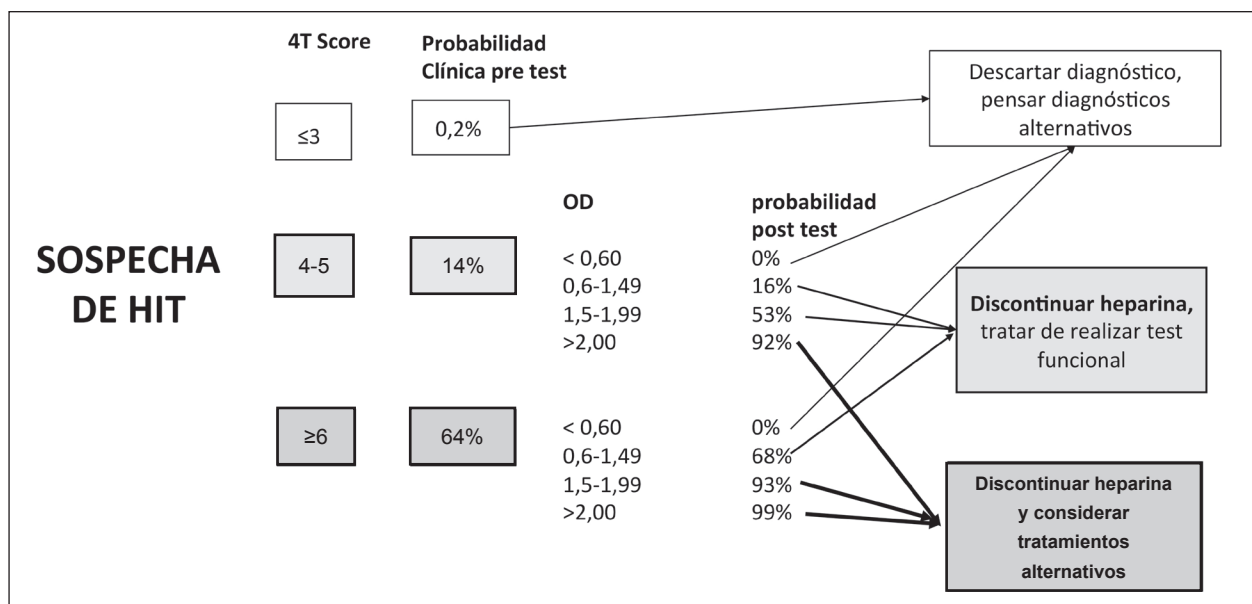 4T Score
Probabilidad
Clínica pre test
≤3
0,2%
Descartar diagnóstico,
pensar diagnósticos
alternativos
SOSPECHA
DE HIT
OD
probabilidad
post test
4-5
14%
< 0,60
0%
0,6-1,49
16%
1,5-1,99
53%
>2,00
92%
Discontinuar heparina,
tratar de realizar test
funcional
≥6
64%
< 0,60
0%
0,6-1,49
68%
1,5-1,99
93%
>2,00
99%
Discontinuar heparina
y considerar
tratamientos
alternativos